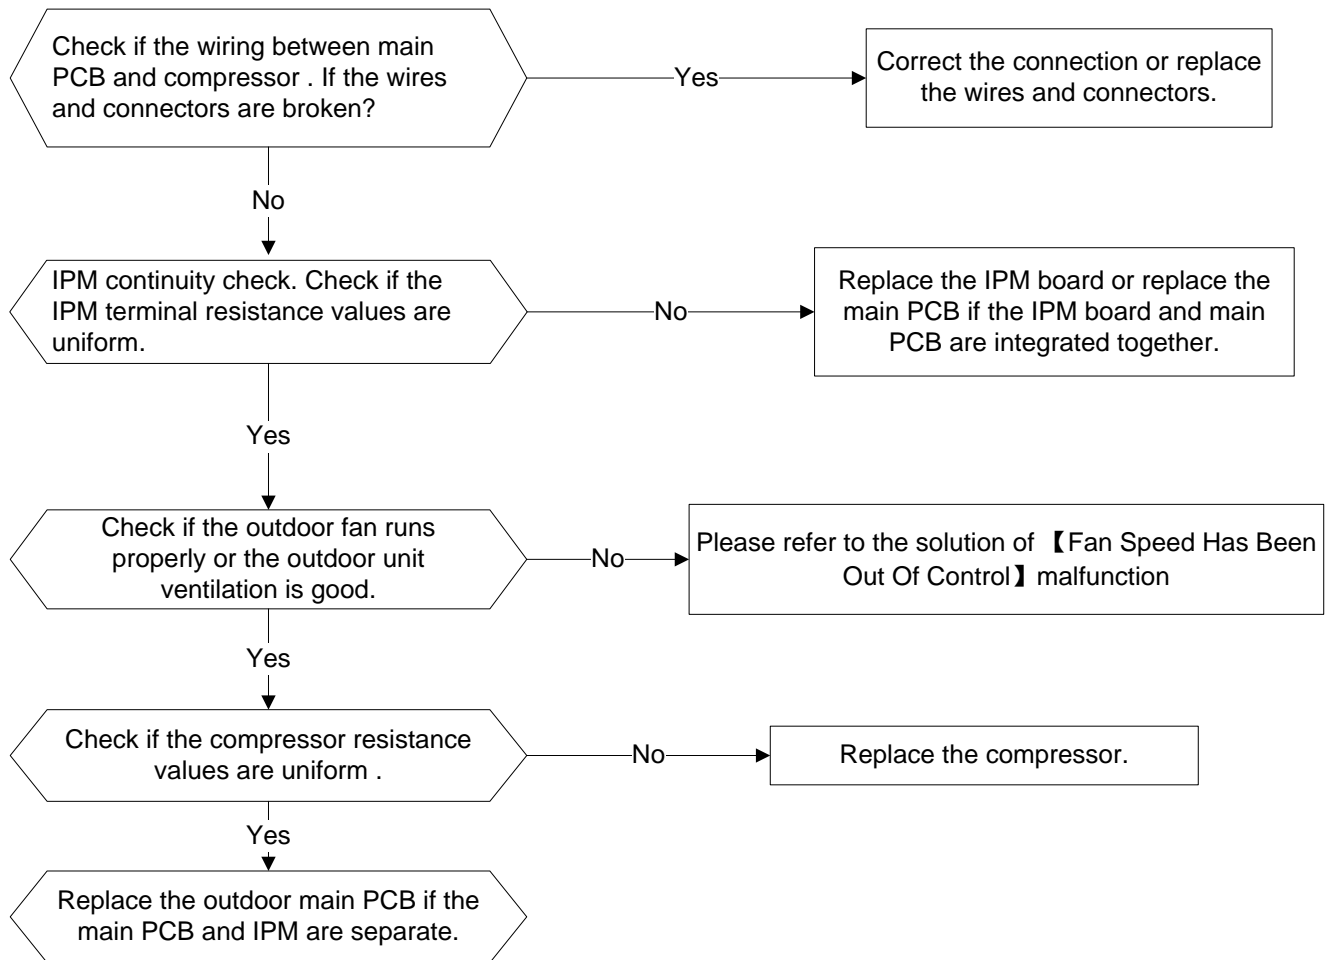 Check if the wiring between main
PCB and compressor . If the wires
and connectors are broken?
Yes
Correct the connection or replace
the wires and connectors.
No
IPM continuity check. Check if the
IPM terminal resistance values are
uniform.
No
Replace the IPM board or replace the
main PCB if the IPM board and main
PCB are integrated together.
Yes
Check if the outdoor fan runs
properly or the outdoor unit
ventilation is good.
No
Please refer to the solution of 【Fan Speed Has Been
Out Of Control】malfunction
Yes
Check if the compressor resistance
values are uniform .
No
Replace the compressor.
Yes
Replace the outdoor main PCB if the
main PCB and IPM are separate.